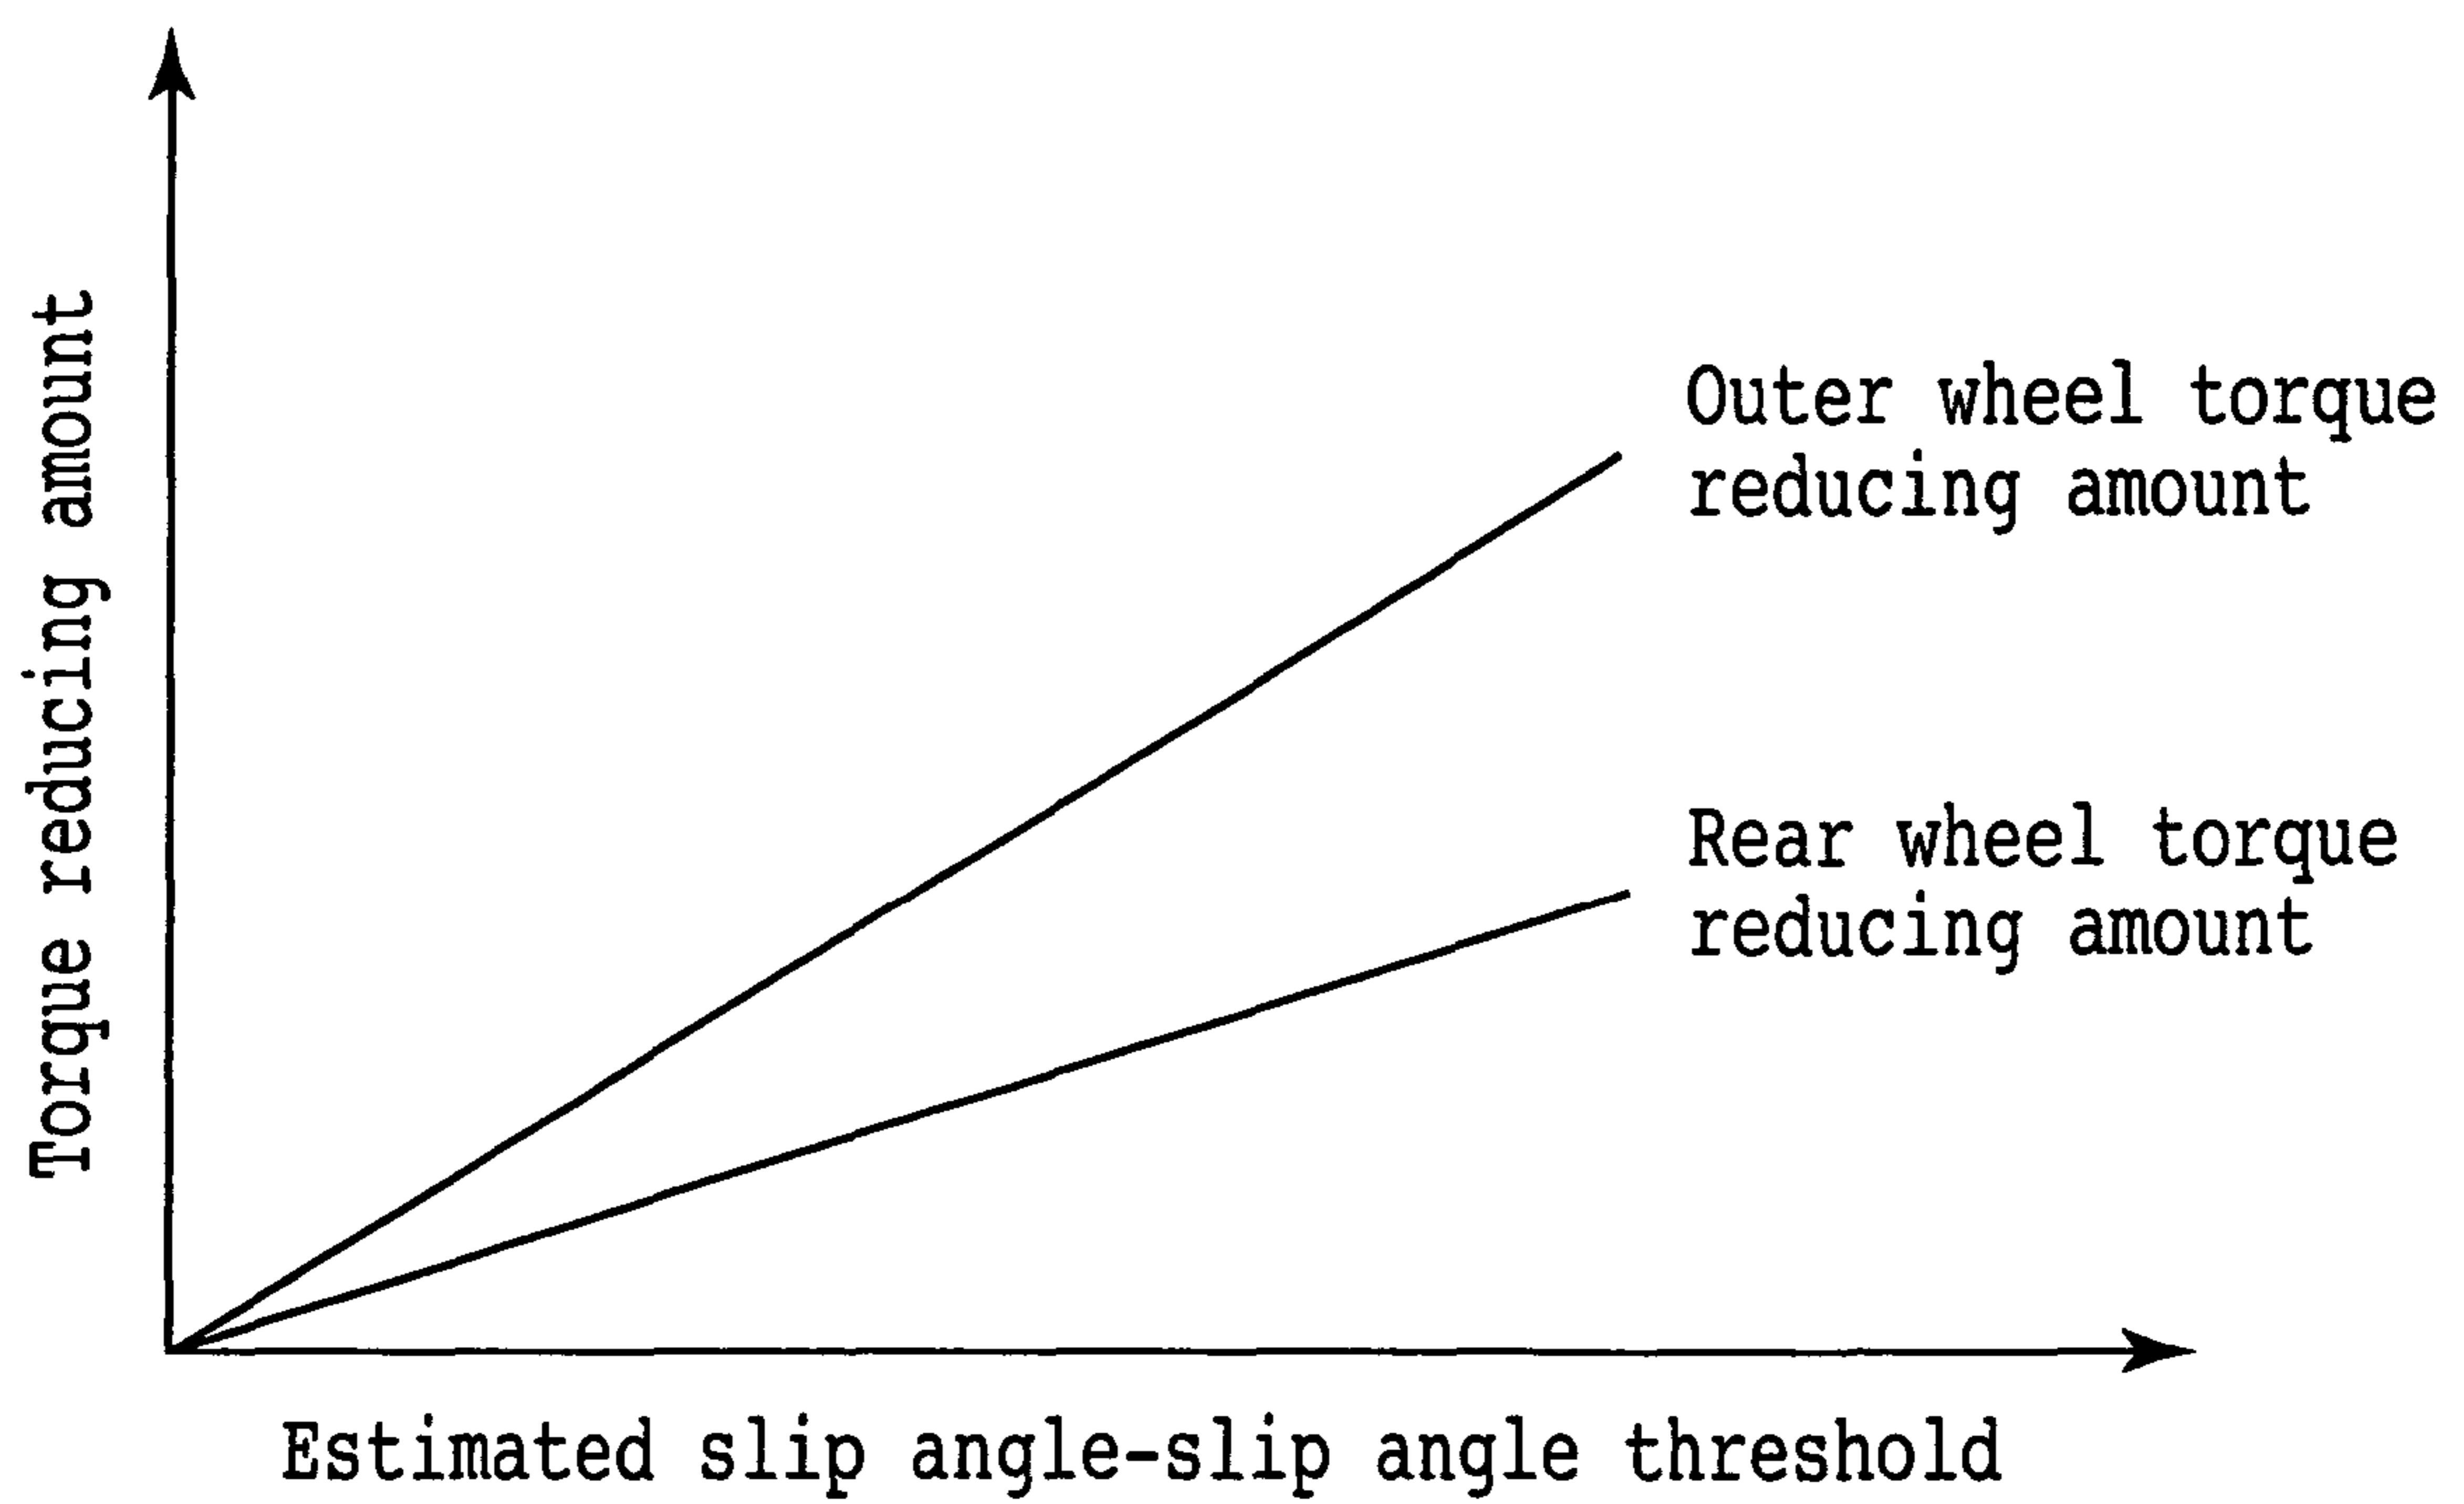 Torque reducing amount
Outer wheel torque
reducing amount
Rear wheel torque
reducing amount
Estimated slip angle-slip angle threshold